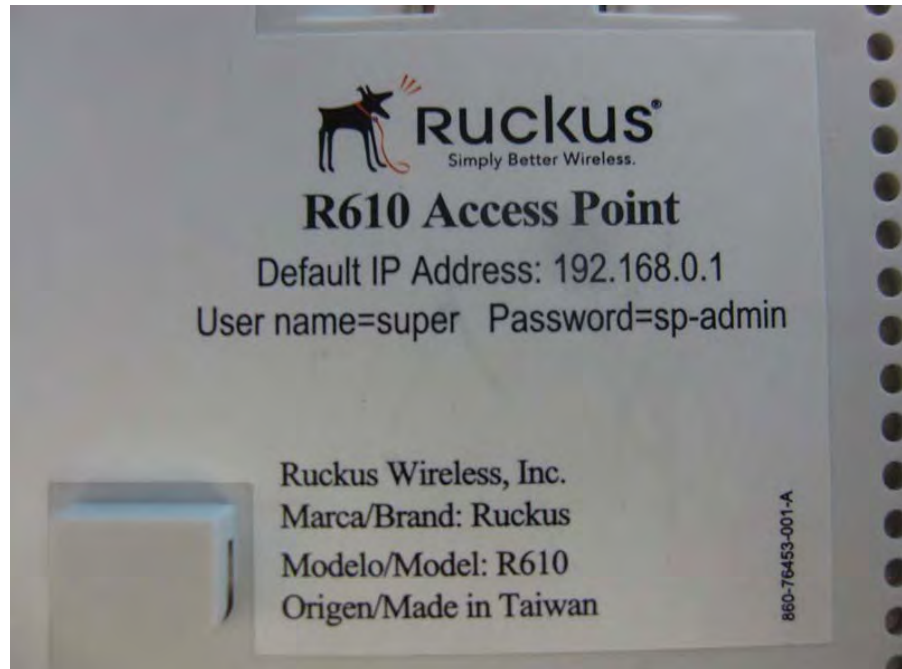 Ruckus®
Simply Better Wireless.
R610 Access Point
Default IP Address: 192.168.0.1
User name=super Password=sp-admin
Ruckus Wireless, Inc.
Marca/Brand: Ruckus
Modelo/Model: R610
Origen/Made in Taiwan
860-76453-001-A